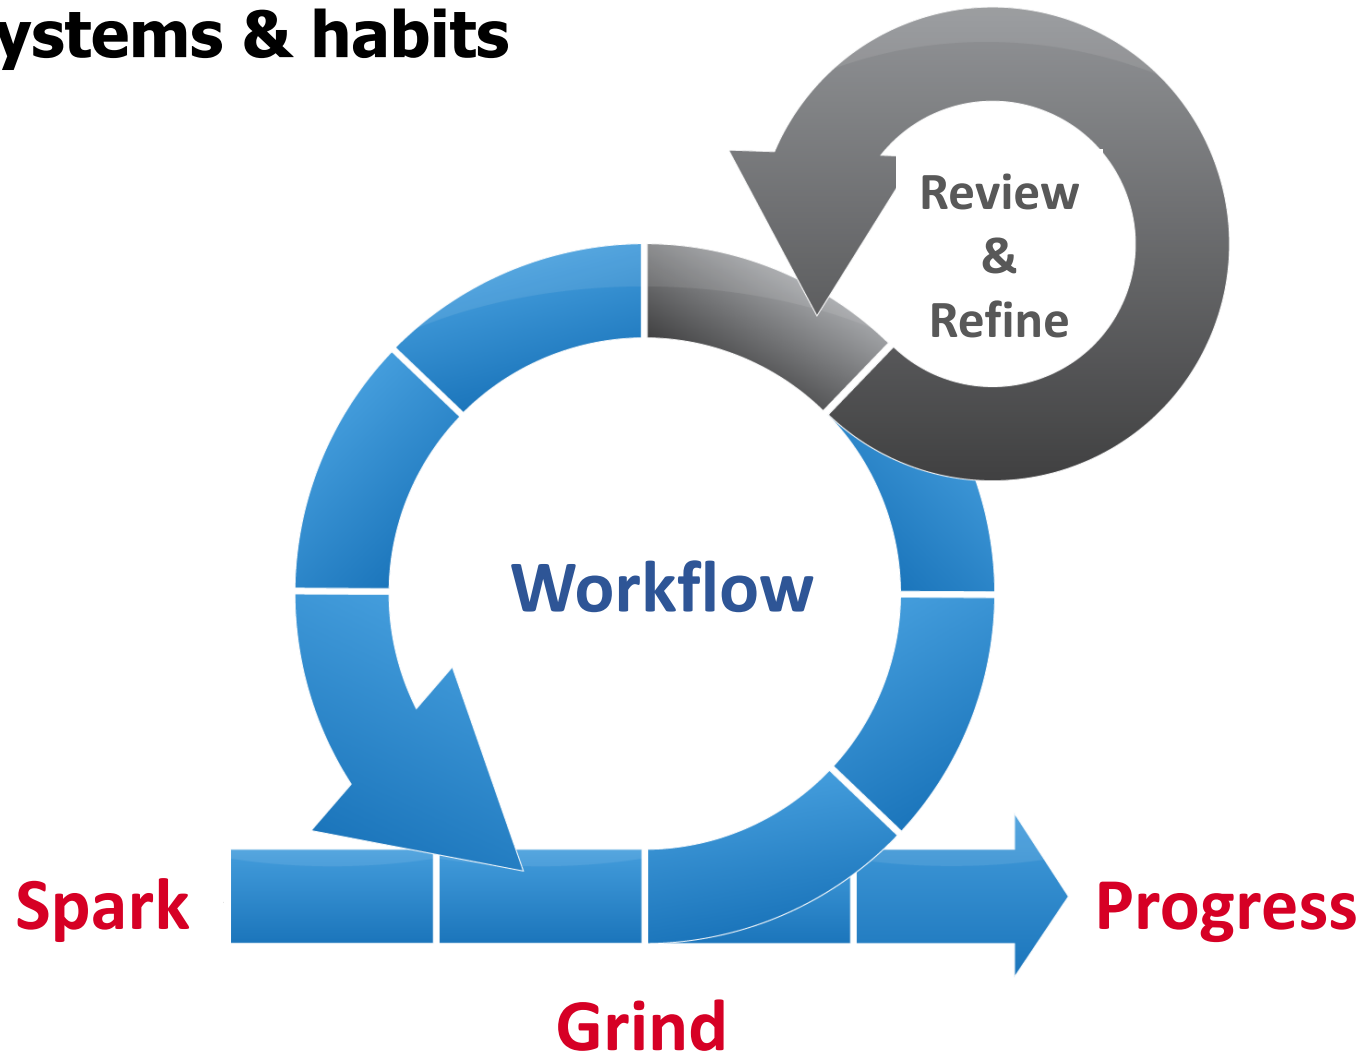 ystems & habits
Review
&
Refine
Workflow
Spark
Progress
Grind